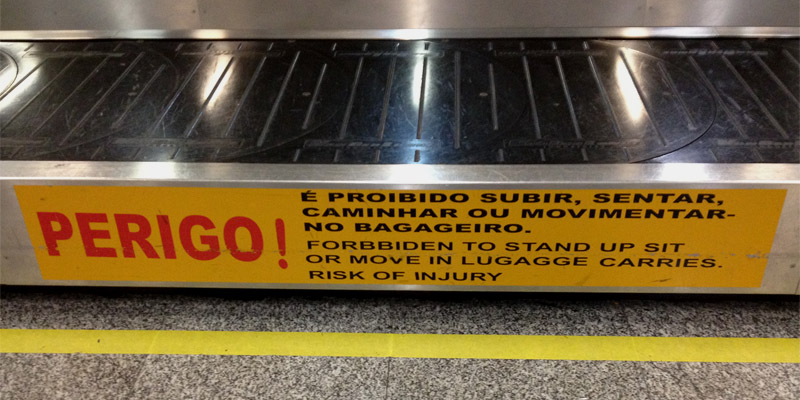 PERIGO!
É PROIBIDO SUBIR, SENTAR,
CAMINHAR OU MOVIMENTAR-
NO BAGAGEIRO.
FORBBIDEN TO STAND UP SIT
OR MOVE IN LUGAGGE CARRIES.
RISK OF INJURY